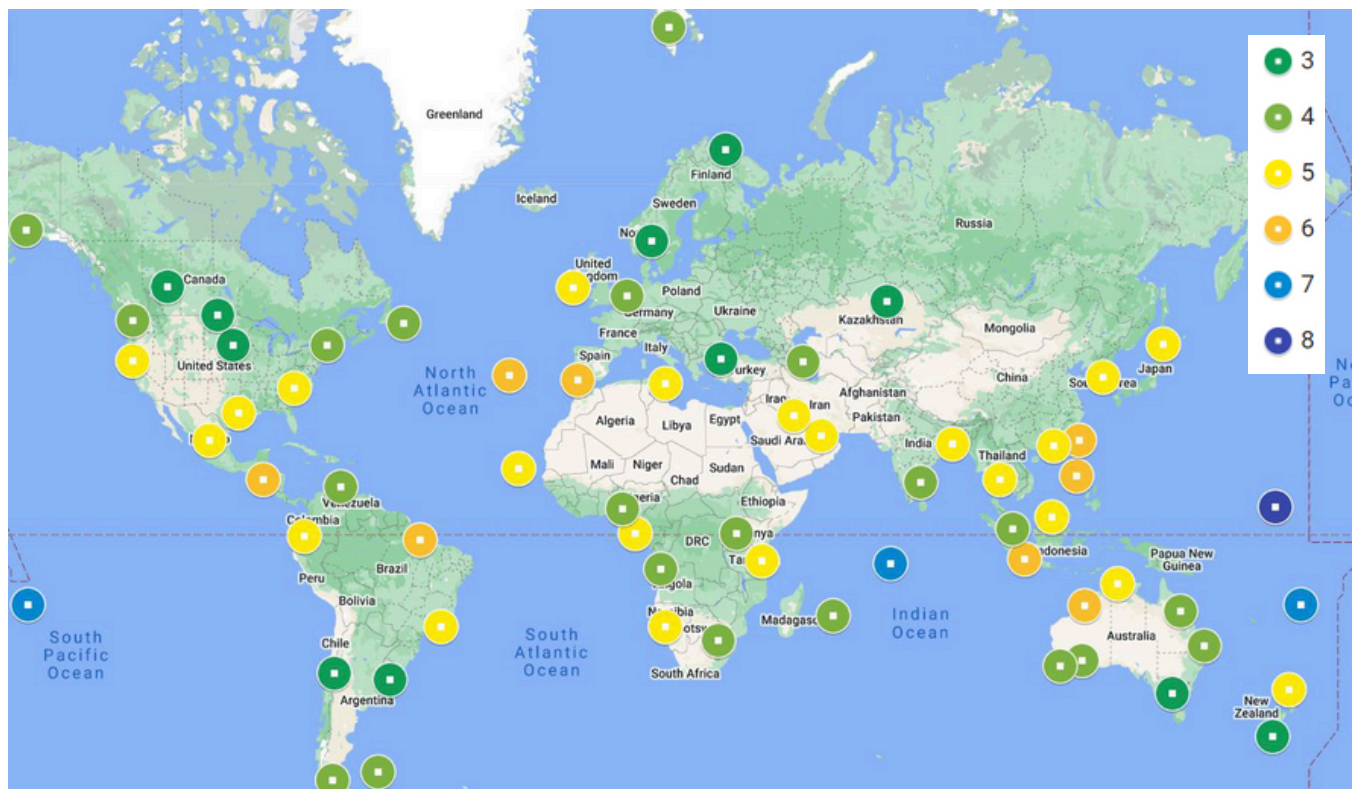 3
4
5
6
7
8
Greenland
Iceland
Finland
Sweden
Russia
Canada
United
Poland
Germany
Ukraine
Kazakhstan
Mongolia
France
Italy
Spain
Turkey
United States
North
Atlantic
Ocean
China
Japan
Afghanistan
Iraq
Iran
Pakistan
Algeria
Libya
Egypt
India
Thailand
Mali
Niger
Chad
Sudan
Ethiopia
Venezuela
Colombia
DRC
Papua New
Guinea
Peru
Brazil
Bolivia
Indian
Ocean
Australia
South
Pacific
Ocean
South
Atlantic
Ocean
Chile
South Africa
Argentina
New
Zealand